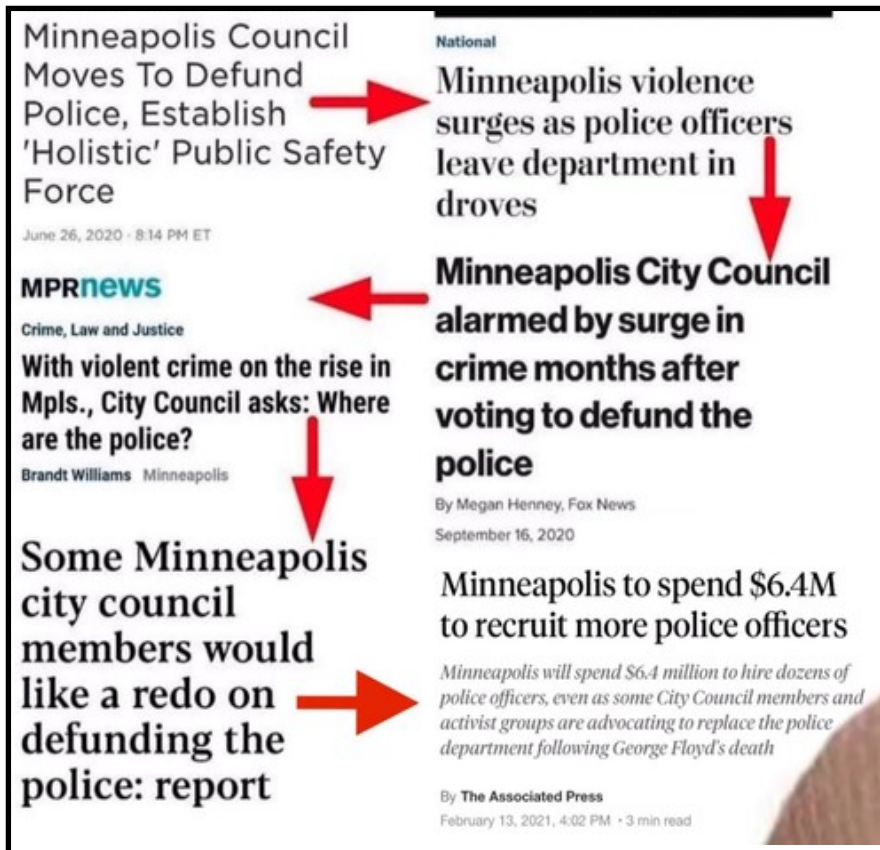 Minneapolis Council
Moves To Defund
Police, Establish
'Holistic' Public Safety
Force
June 26, 2020 · 8:14 PM ET
National
Minneapolis violence
surges as police officers
leave department in
droves
Minneapolis City Council
alarmed by surge in
crime months after
voting to defund the
police
By Megan Henney, Fox News
September 16, 2020
MPRnews
Crime, Law and Justice
With violent crime on the rise in
Mpls., City Council asks: Where
are the police?
Brandt Williams Minneapolis
Some Minneapolis
city council
members would
like a redo on
defunding the
police: report
Minneapolis to spend $6.4M
to recruit more police officers
Minneapolis will spend $6.4 million to hire dozens of
police officers, even as some City Council members and
activist groups are advocating to replace the police
department following George Floyd's death
By The Associated Press
February 13, 2021, 4:02 PM • 3 min read